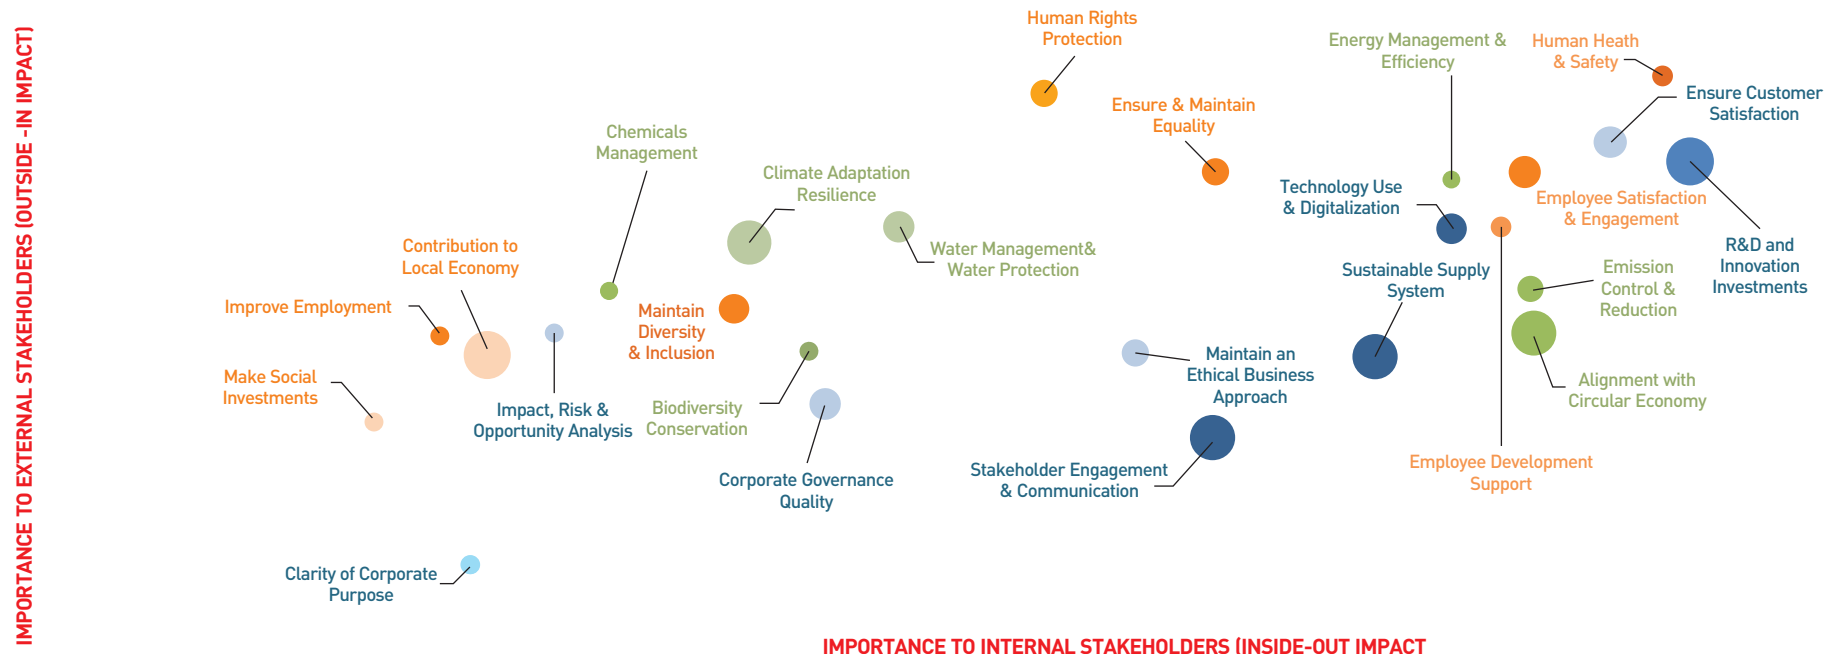 IMPORTANCE TO EXTERNAL STAKEHOLDERS (OUTSIDE -IN IMPACT)
Human Rights
Protection
Energy Management &
Efficiency
Human Heath
& Safety
Ensure Customer
Satisfaction
Ensure & Maintain
Equality
Chemicals
Management
Climate Adaptation
Resilience
Technology Use
& Digitalization
Employee Satisfaction
& Engagement
Contribution to
Local Economy
Water Management&
Water Protection
R&D and
Innovation
Investments
Sustainable Supply
System
Emission
Control &
Reduction
Improve Employment
Maintain
Diversity
& Inclusion
Maintain an
Ethical Business
Approach
Make Social
Investments
Alignment with
Circular Economy
Impact, Risk &
Opportunity Analysis
Biodiversity
Conservation
Corporate Governance
Quality
Stakeholder Engagement
& Communication
Employee Development
Support
Clarity of Corporate
Purpose
IMPORTANCE TO INTERNAL STAKEHOLDERS (INSIDE-OUT IMPACT